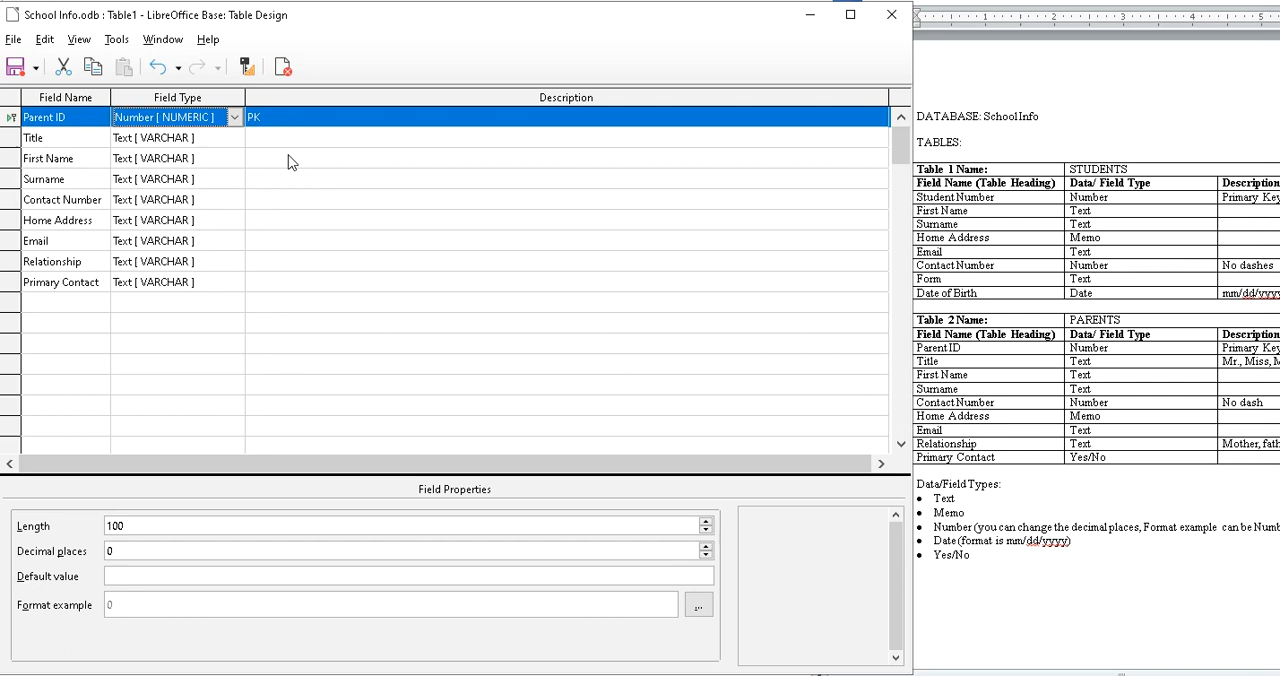 School Info.odb : Table1 - LibreOffice Base: Table Design
File Edit View Tools Window Help
Field Name Field Type Description
Parent ID Number [ NUMERIC ] PK
Title Text [ VARCHAR ]
First Name Text [ VARCHAR ]
Surname Text [ VARCHAR ]
Contact Number Text [ VARCHAR ]
Home Address Text [ VARCHAR ]
Email Text [ VARCHAR ]
Relationship Text [ VARCHAR ]
Primary Contact Text [ VARCHAR ]
Field Properties
Length 100
Decimal places 0
Default value
Format example 0 ...
1 2 3 4 5
DATABASE: SchoolInfo
TABLES:
Table 1 Name: STUDENTS
Field Name (Table Heading) Data/ Field Type Description
Student Number Number Primary Key
First Name Text
Surname Text
Home Address Memo
Email Text
Contact Number Number No dashes
Form Text
Date of Birth Date mm/dd/yyyy
Table 2 Name: PARENTS
Field Name (Table Heading) Data/ Field Type Description
Parent ID Number Primary Key
Title Text Mr., Miss, M
First Name Text
Surname Text
Contact Number Number No dash
Home Address Memo
Email Text
Relationship Text Mother, fath
Primary Contact Yes/No
Data/Field Types:
• Text
• Memo
• Number (you can change the decimal places, Format example can be Numb
• Date (format is mm/dd/yyyy)
• Yes/No